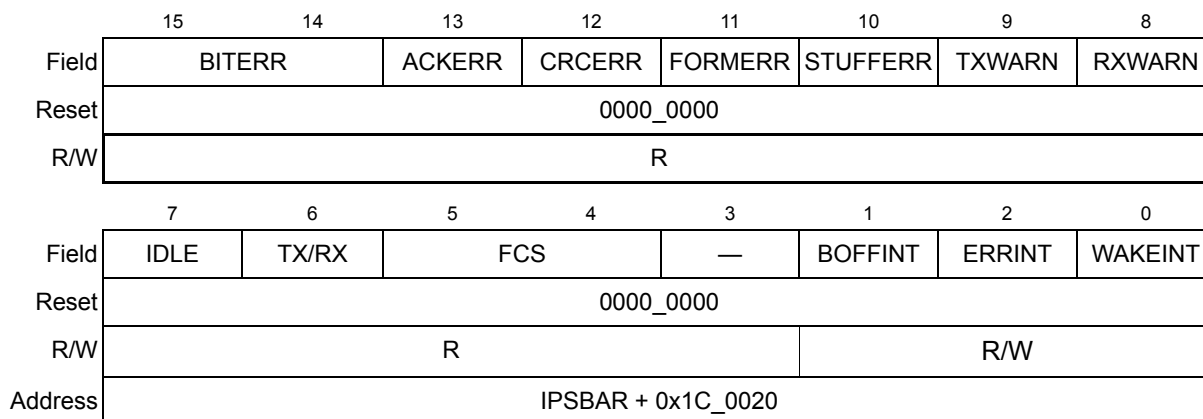 15 14 13 12 11 10 9 8
Field BITERR ACKERR CRCERR FORMERR STUFFERR TXWARN RXWARN
Reset 0000_0000
R/W R
7 6 5 4 3 1 2 0
Field IDLE TX/RX FCS — BOFFINT ERRINT WAKEINT
Reset 0000_0000
R/W R R/W
Address IPSBAR + 0x1C_0020